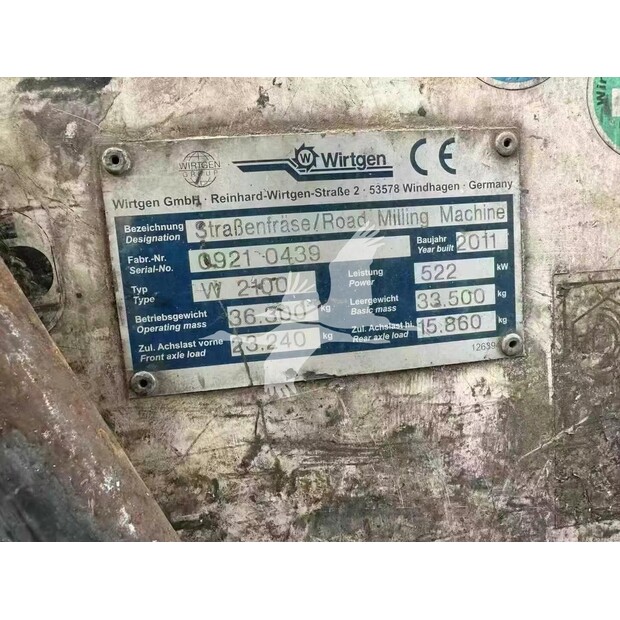 WIRTGEN GROUP
Wirtgen CE
Wirtgen GmbH · Reinhard-Wirtgen-Straße 2 · 53578 Windhagen · Germany
Bezeichnung Straßenfräse/Road Milling Machine
Designation
Fabr.-Nr. 0921 0439 Baujahr 2011
Serial-No. Year built
Typ W 2100 Leistung 522 kW
Type Power
Betriebsgewicht 36.300 kg Leergewicht 33.500 kg
Operating mass Basic mass
Zul. Achslast vorne 23.240 kg Zul. Achslast hi. 15.860 kg
Front axle load Rear axle load